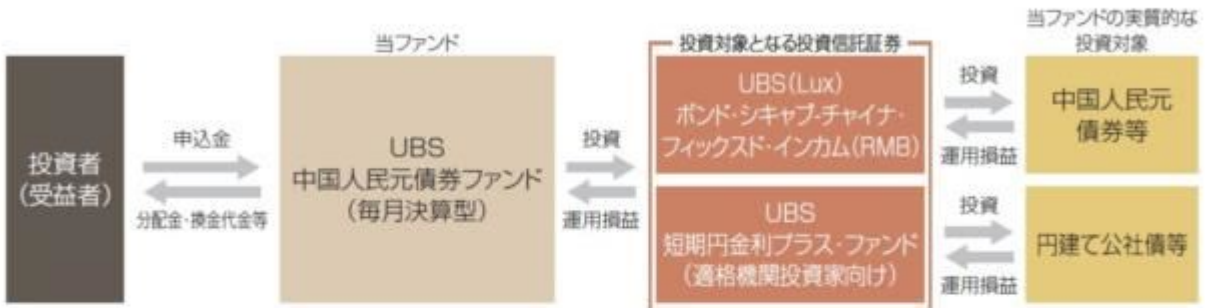 当ファンド
投資対象となる投資信託証券
当ファンドの実質的な
投資対象
投資者
(受益者)
申込金
分配金・換金代金等
UBS
中国人民元債券ファンド
(毎月決算型)
投資
運用損益
UBS(Lux)
ボンド・シキャブ-チャイナ・
フィックスド・インカム(RMB)
投資
運用損益
中国人民元
債券等
UBS
短期円金利プラス・ファンド
(適格機関投資家向け)
投資
運用損益
円建て公社債等